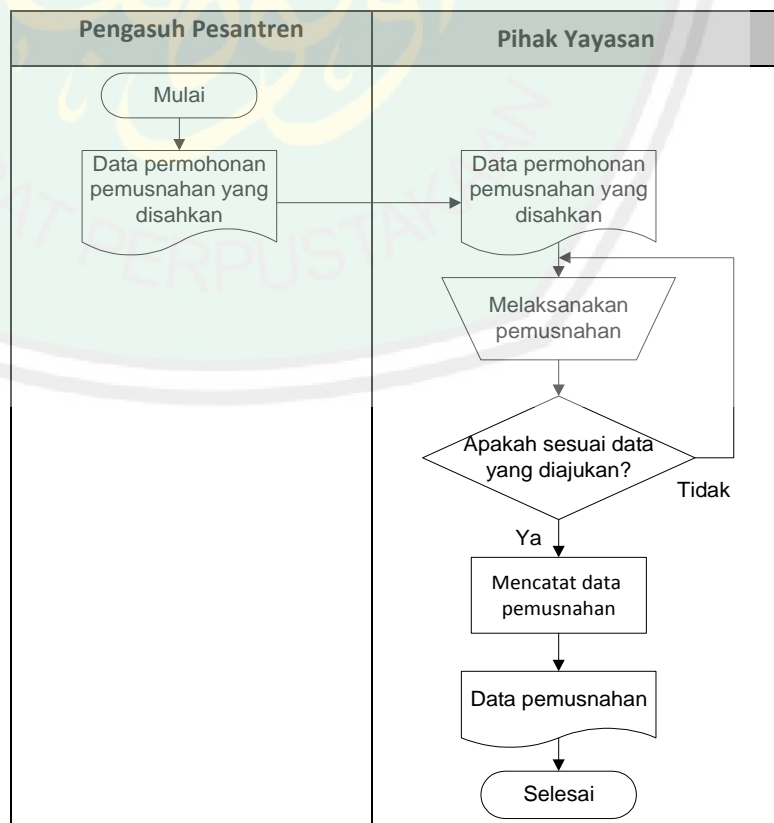 Pengasuh Pesantren
Pihak Yayasan
Mulai
Data permohonan
pemusnahan yang
disahkan
Data permohonan
pemusnahan yang
disahkan
Melaksanakan
pemusnahan
Apakah sesuai data
yang diajukan?
Tidak
Ya
Mencatat data
pemusnahan
Data pemusnahan
Selesai
PERPUSTAKAAN